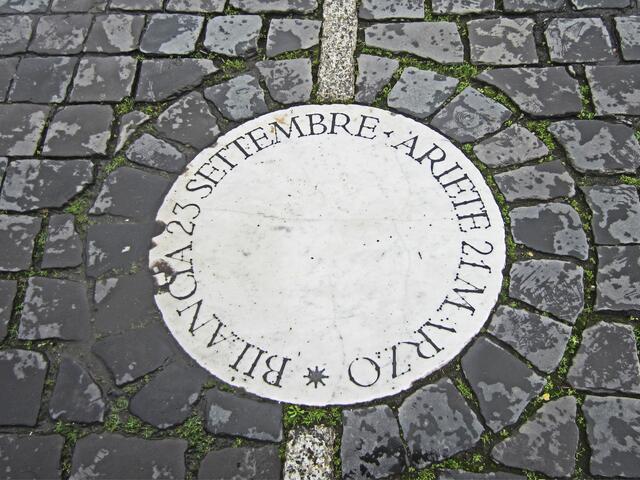 BILANCIA 23 SETTEMBRE · ARIETE 21 MARZO